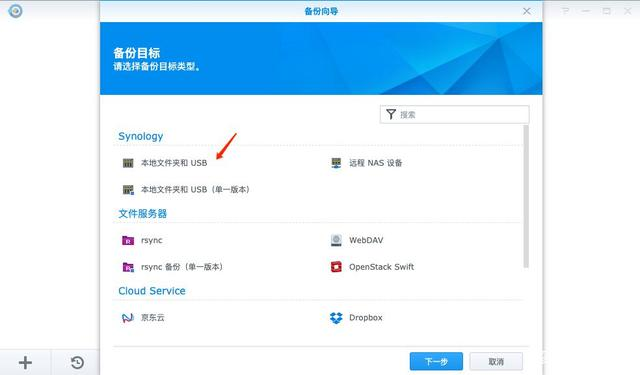 备份向导
备份目标
请选择备份目标类型。
搜索
Synology
本地文件夹和 USB
远程 NAS 设备
本地文件夹和 USB（单一版本）
文件服务器
rsync
WebDAV
rsync 备份（单一版本）
OpenStack Swift
Cloud Service
京东云
Dropbox
下一步
取消